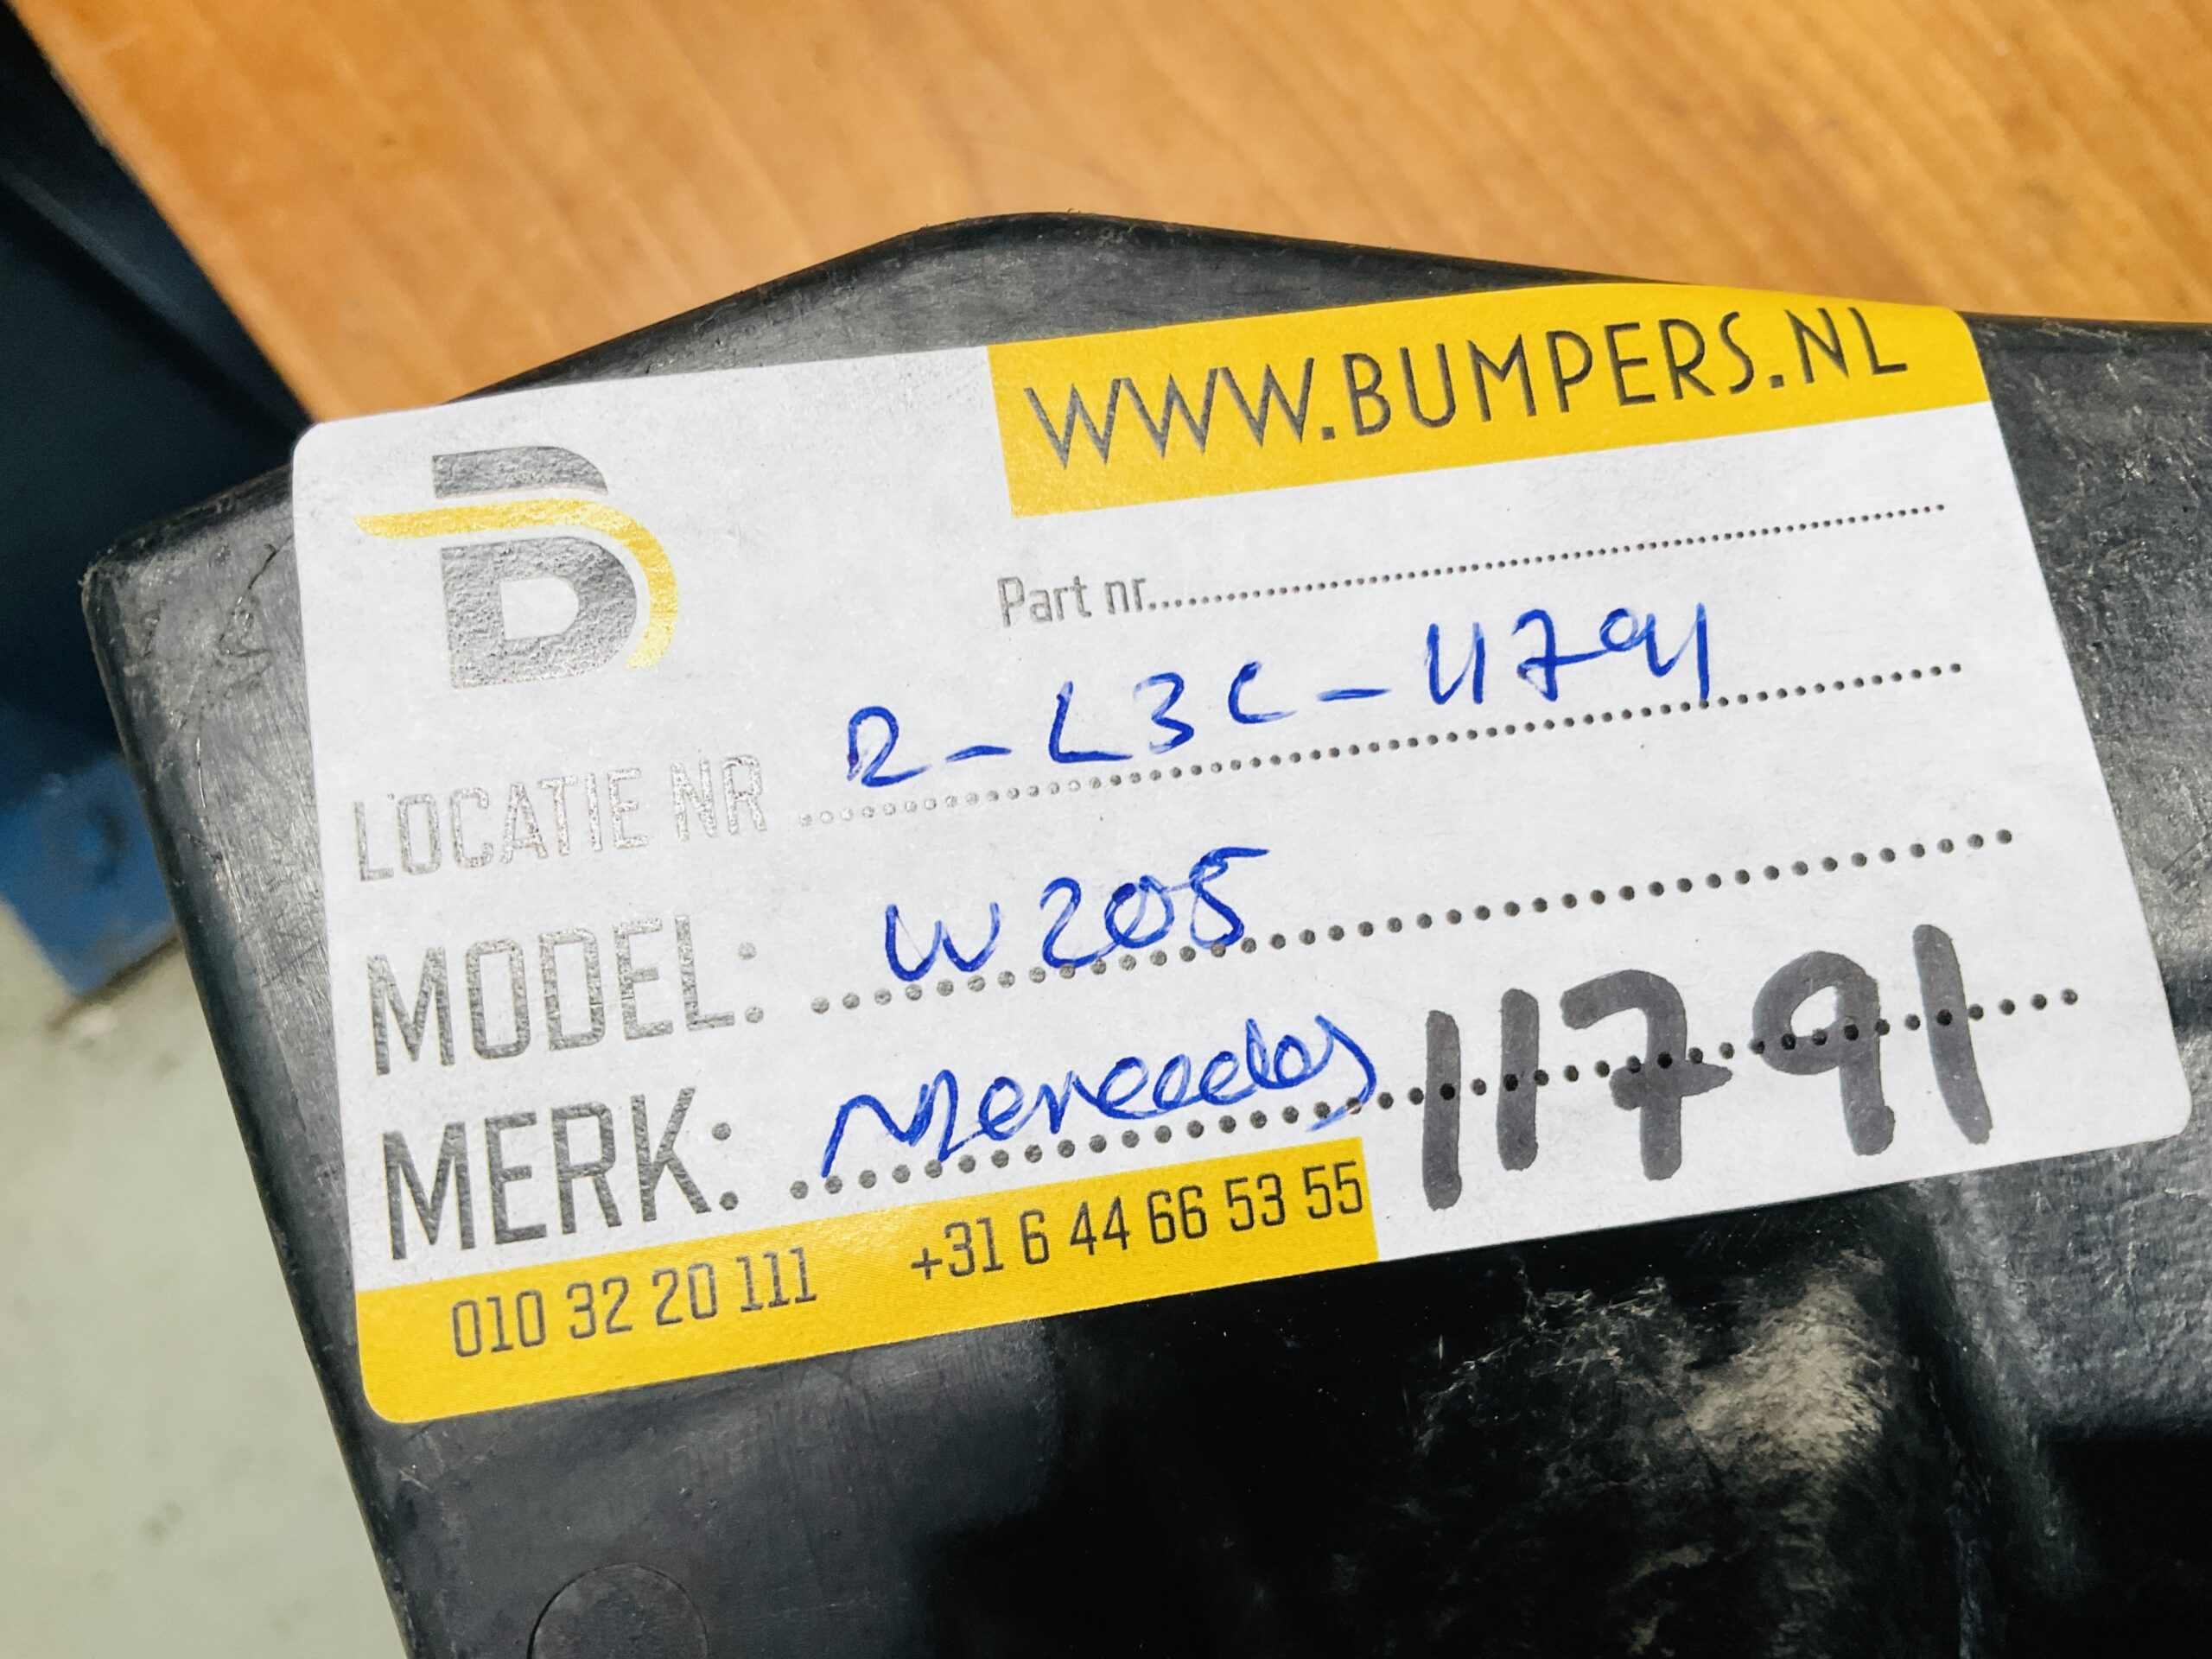 WWW.BUMPERS.NL
B
Part nr.
LOCATIE NR R-L3C-11791
MODEL: W205
MERK: Mercedes 11791
010 32 20 111 +31 6 44 66 53 55